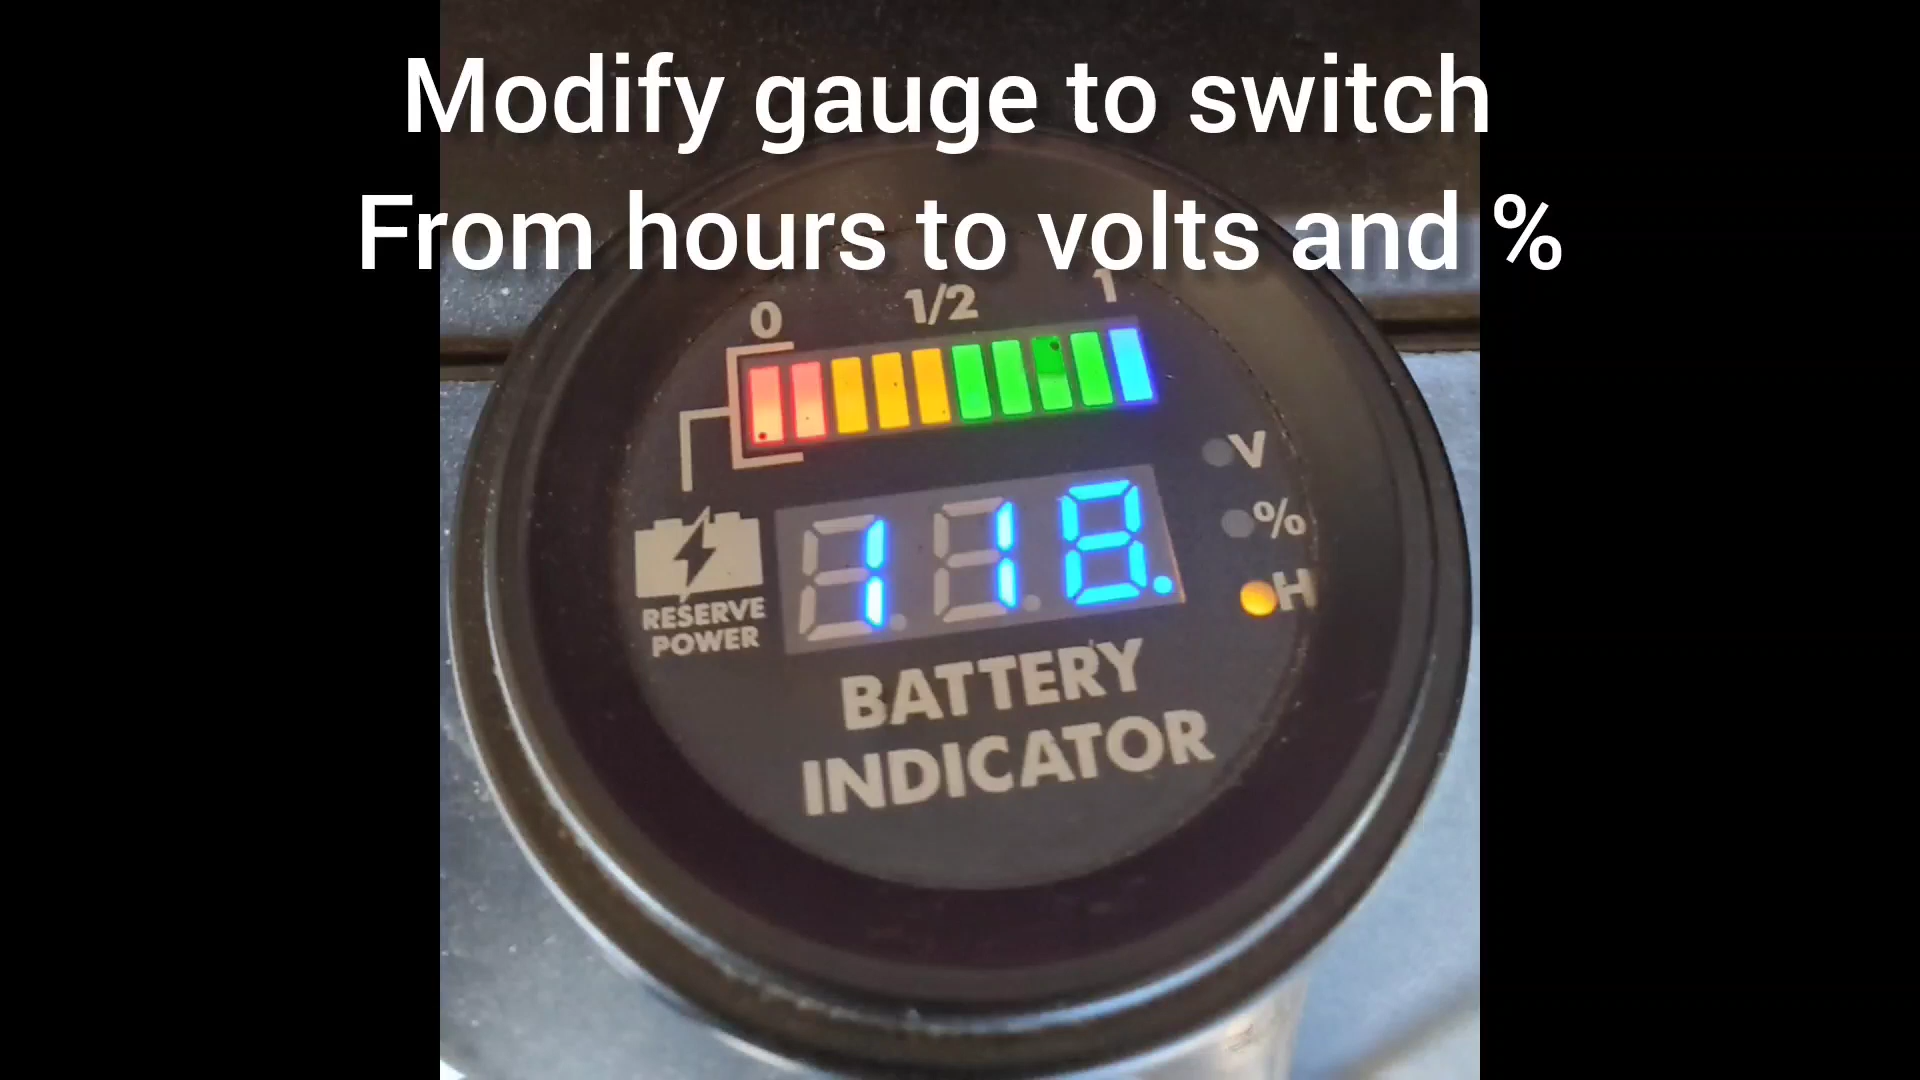 Modify gauge to switch
From hours to volts and %
0 1/2 1
V
%
118.
H
RESERVE
POWER
BATTERY
INDICATOR